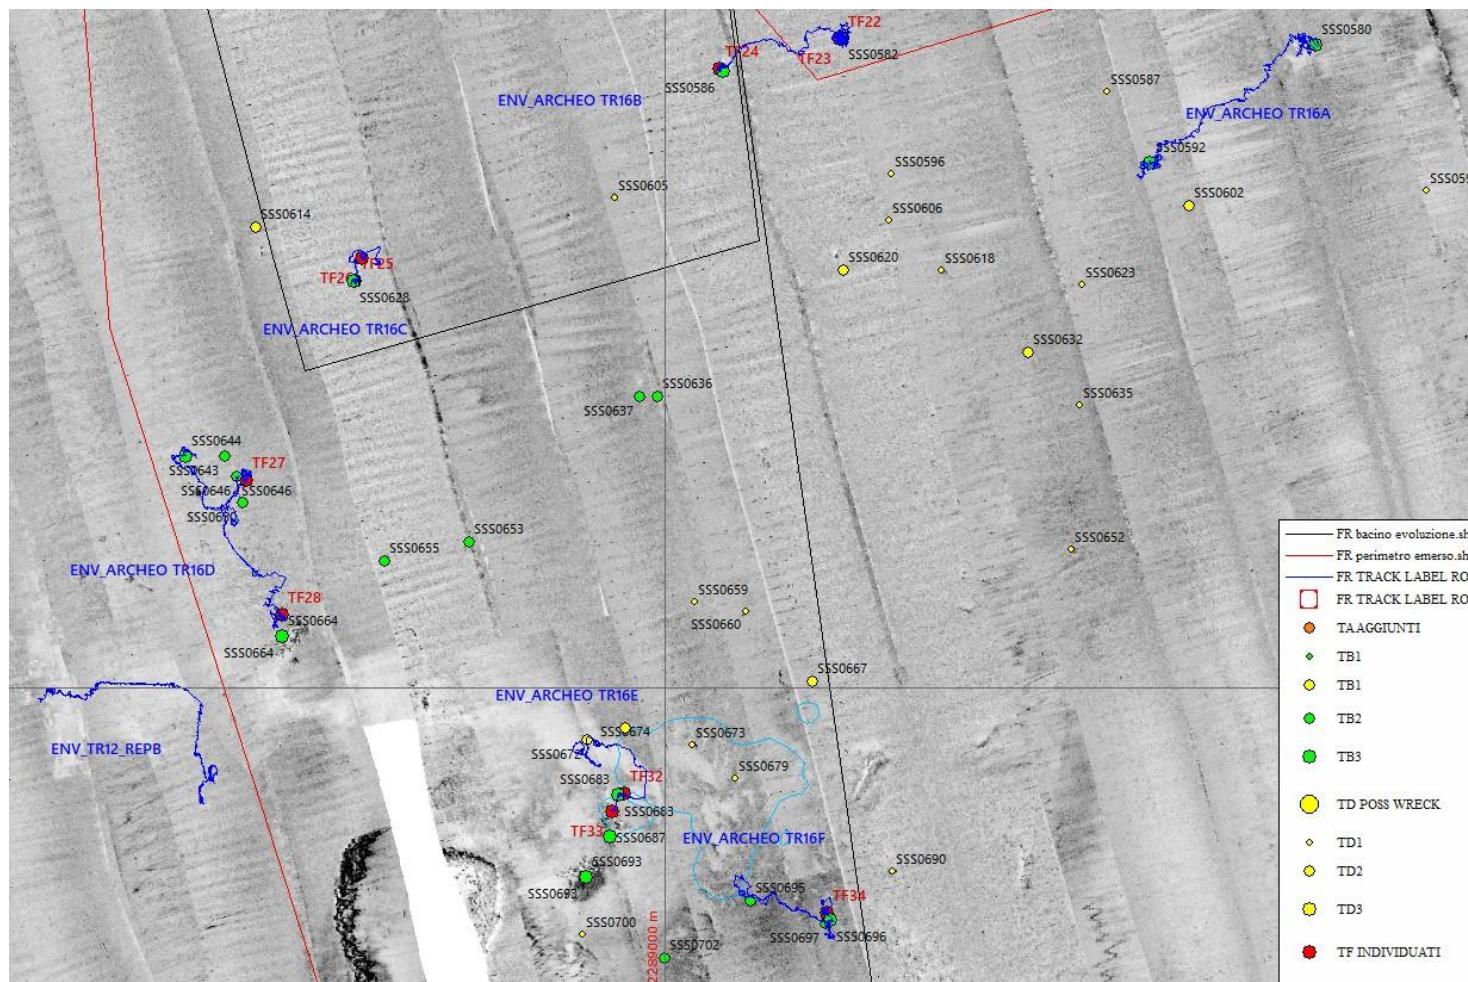 TF22
TF24
TF23
SSS0582
SSS0580
SSS0586
SSS0587
ENV_ARCHEO TR16B
ENV_ARCHEO TR16A
SSS0592
SSS0596
SSS0605
SSS0602
SSS0606
SSS0614
SSS0620
SSS0618
TF25
SSS0623
SSS0628
ENV_ARCHEO TR16C
SSS0632
SSS0636
SSS0637
SSS0635
SSS0644
SSS0643
TF27
SSS0646
SSS0646
SSS0653
SSS0655
SSS0652
ENV_ARCHEO TR16D
TF28
SSS0664
SSS0664
SSS0659
SSS0660
SSS0667
ENV_ARCHEO TR16E
ENV_TR12_REPB
SSS0674
SSS0672
SSS0673
SSS0679
SSS0683
TF32
SSS0683
TF33
SSS0687
ENV_ARCHEO TR16F
SSS0693
SSS0693
SSS0690
SSS0695
TF34
SSS0697
SSS0696
SSS0700
SSS0702
2289000 m
FR bacino evoluzione.sh
FR perimetro emerso.sh
FR TRACK LABEL RO
FR TRACK LABEL RO
TA AGGIUNTI
TB1
TB1
TB2
TB3
TD POSS WRECK
TD1
TD2
TD3
TF INDIVIDUATI